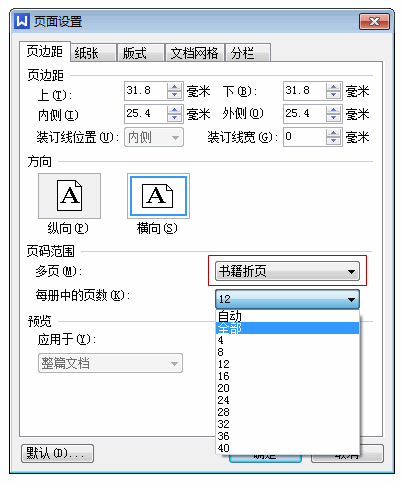 页面设置
页边距 纸张 版式 文档网格 分栏
页边距
上(T): 31.8 毫米 下(B): 31.8 毫米
内侧(I) 25.4 毫米 外侧(O) 25.4 毫米
装订线位置(U): 内侧 装订线宽(G): 0 毫米
方向
A A
纵向(P) 横向(S)
页码范围
多页(M): 书籍折页
每册中的页数(K): 12
自动
全部
4
8
12
16
20
24
28
32
36
40
预览
应用于(Y):
整篇文档
默认(D)... 确定 取消